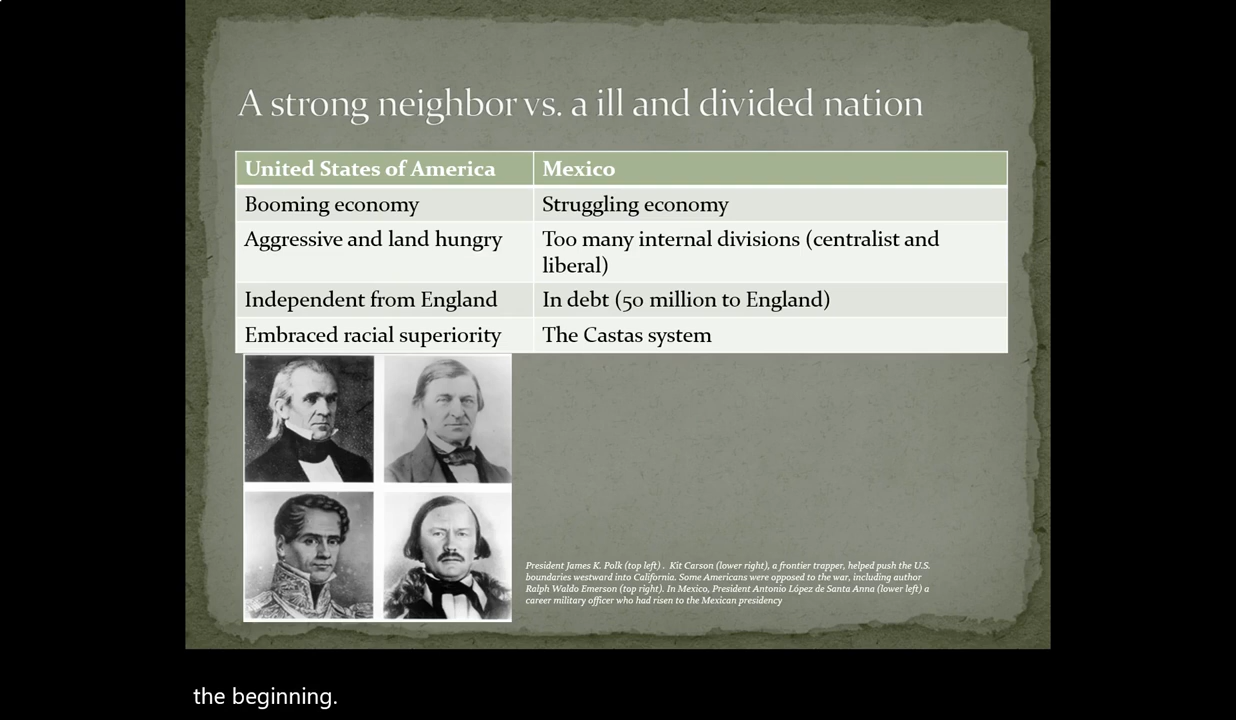 A strong neighbor vs. a ill and divided nation
United States of America
Mexico
Booming economy
Struggling economy
Aggressive and land hungry
Too many internal divisions (centralist and
liberal)
Independent from England
In debt (50 million to England)
Embraced racial superiority
The Castas system
President James K. Polk (top left) .  Kit Carson (lower right), a frontier trapper, helped push the U.S.
boundaries westward into California. Some Americans were opposed to the war, including author
Ralph Waldo Emerson (top right). In Mexico, President Antonio López de Santa Anna (lower left) a
career military officer who had risen to the Mexican presidency
the beginning.